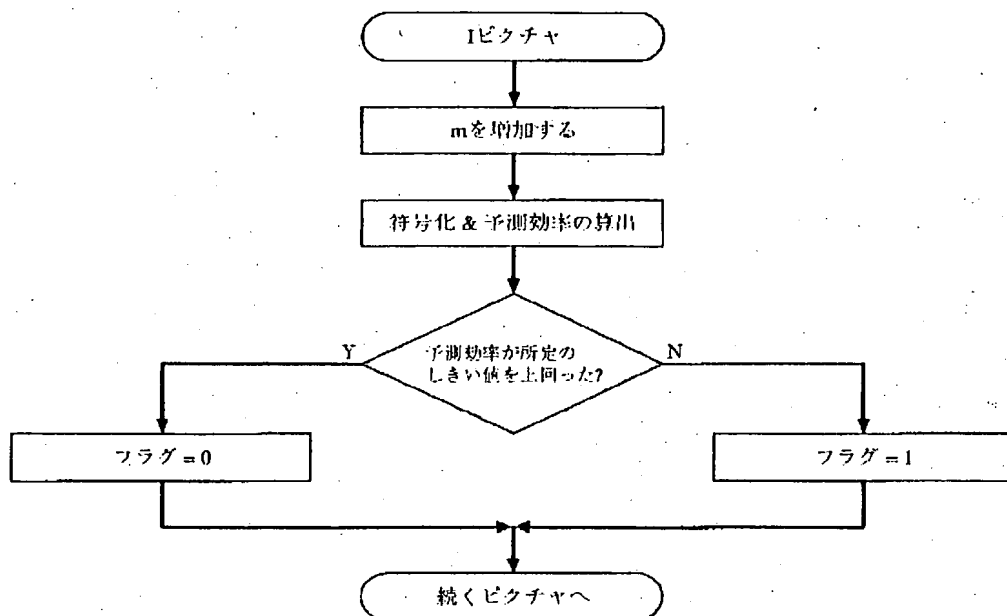 Iピクチャ
mを増加する
符号化 & 予測効率の算出
予測効率が所定の
しきい値を上回った?
Y
N
フラグ = 0
フラグ = 1
続くピクチャへ